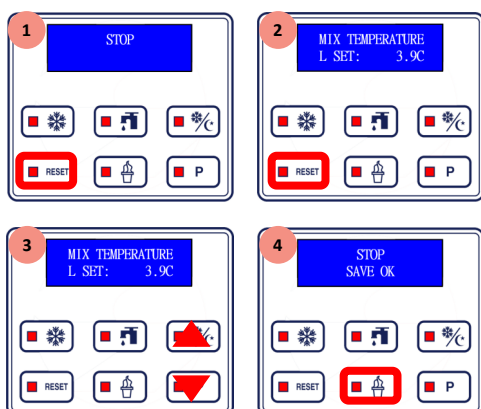 1
STOP
RESET
P
2
MIX TEMPERATURE
L SET: 3.9C
RESET
P
3
MIX TEMPERATURE
L SET: 3.9C
RESET
4
STOP
SAVE OK
RESET
P